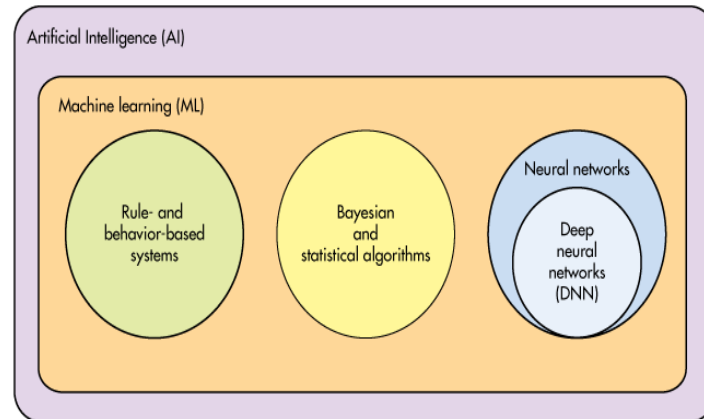 Artificial Intelligence (AI)
Machine learning (ML)
Rule- and
behavior-based
systems
Bayesian
and
statistical algorithms
Neural networks
Deep
neural
networks
(DNN)